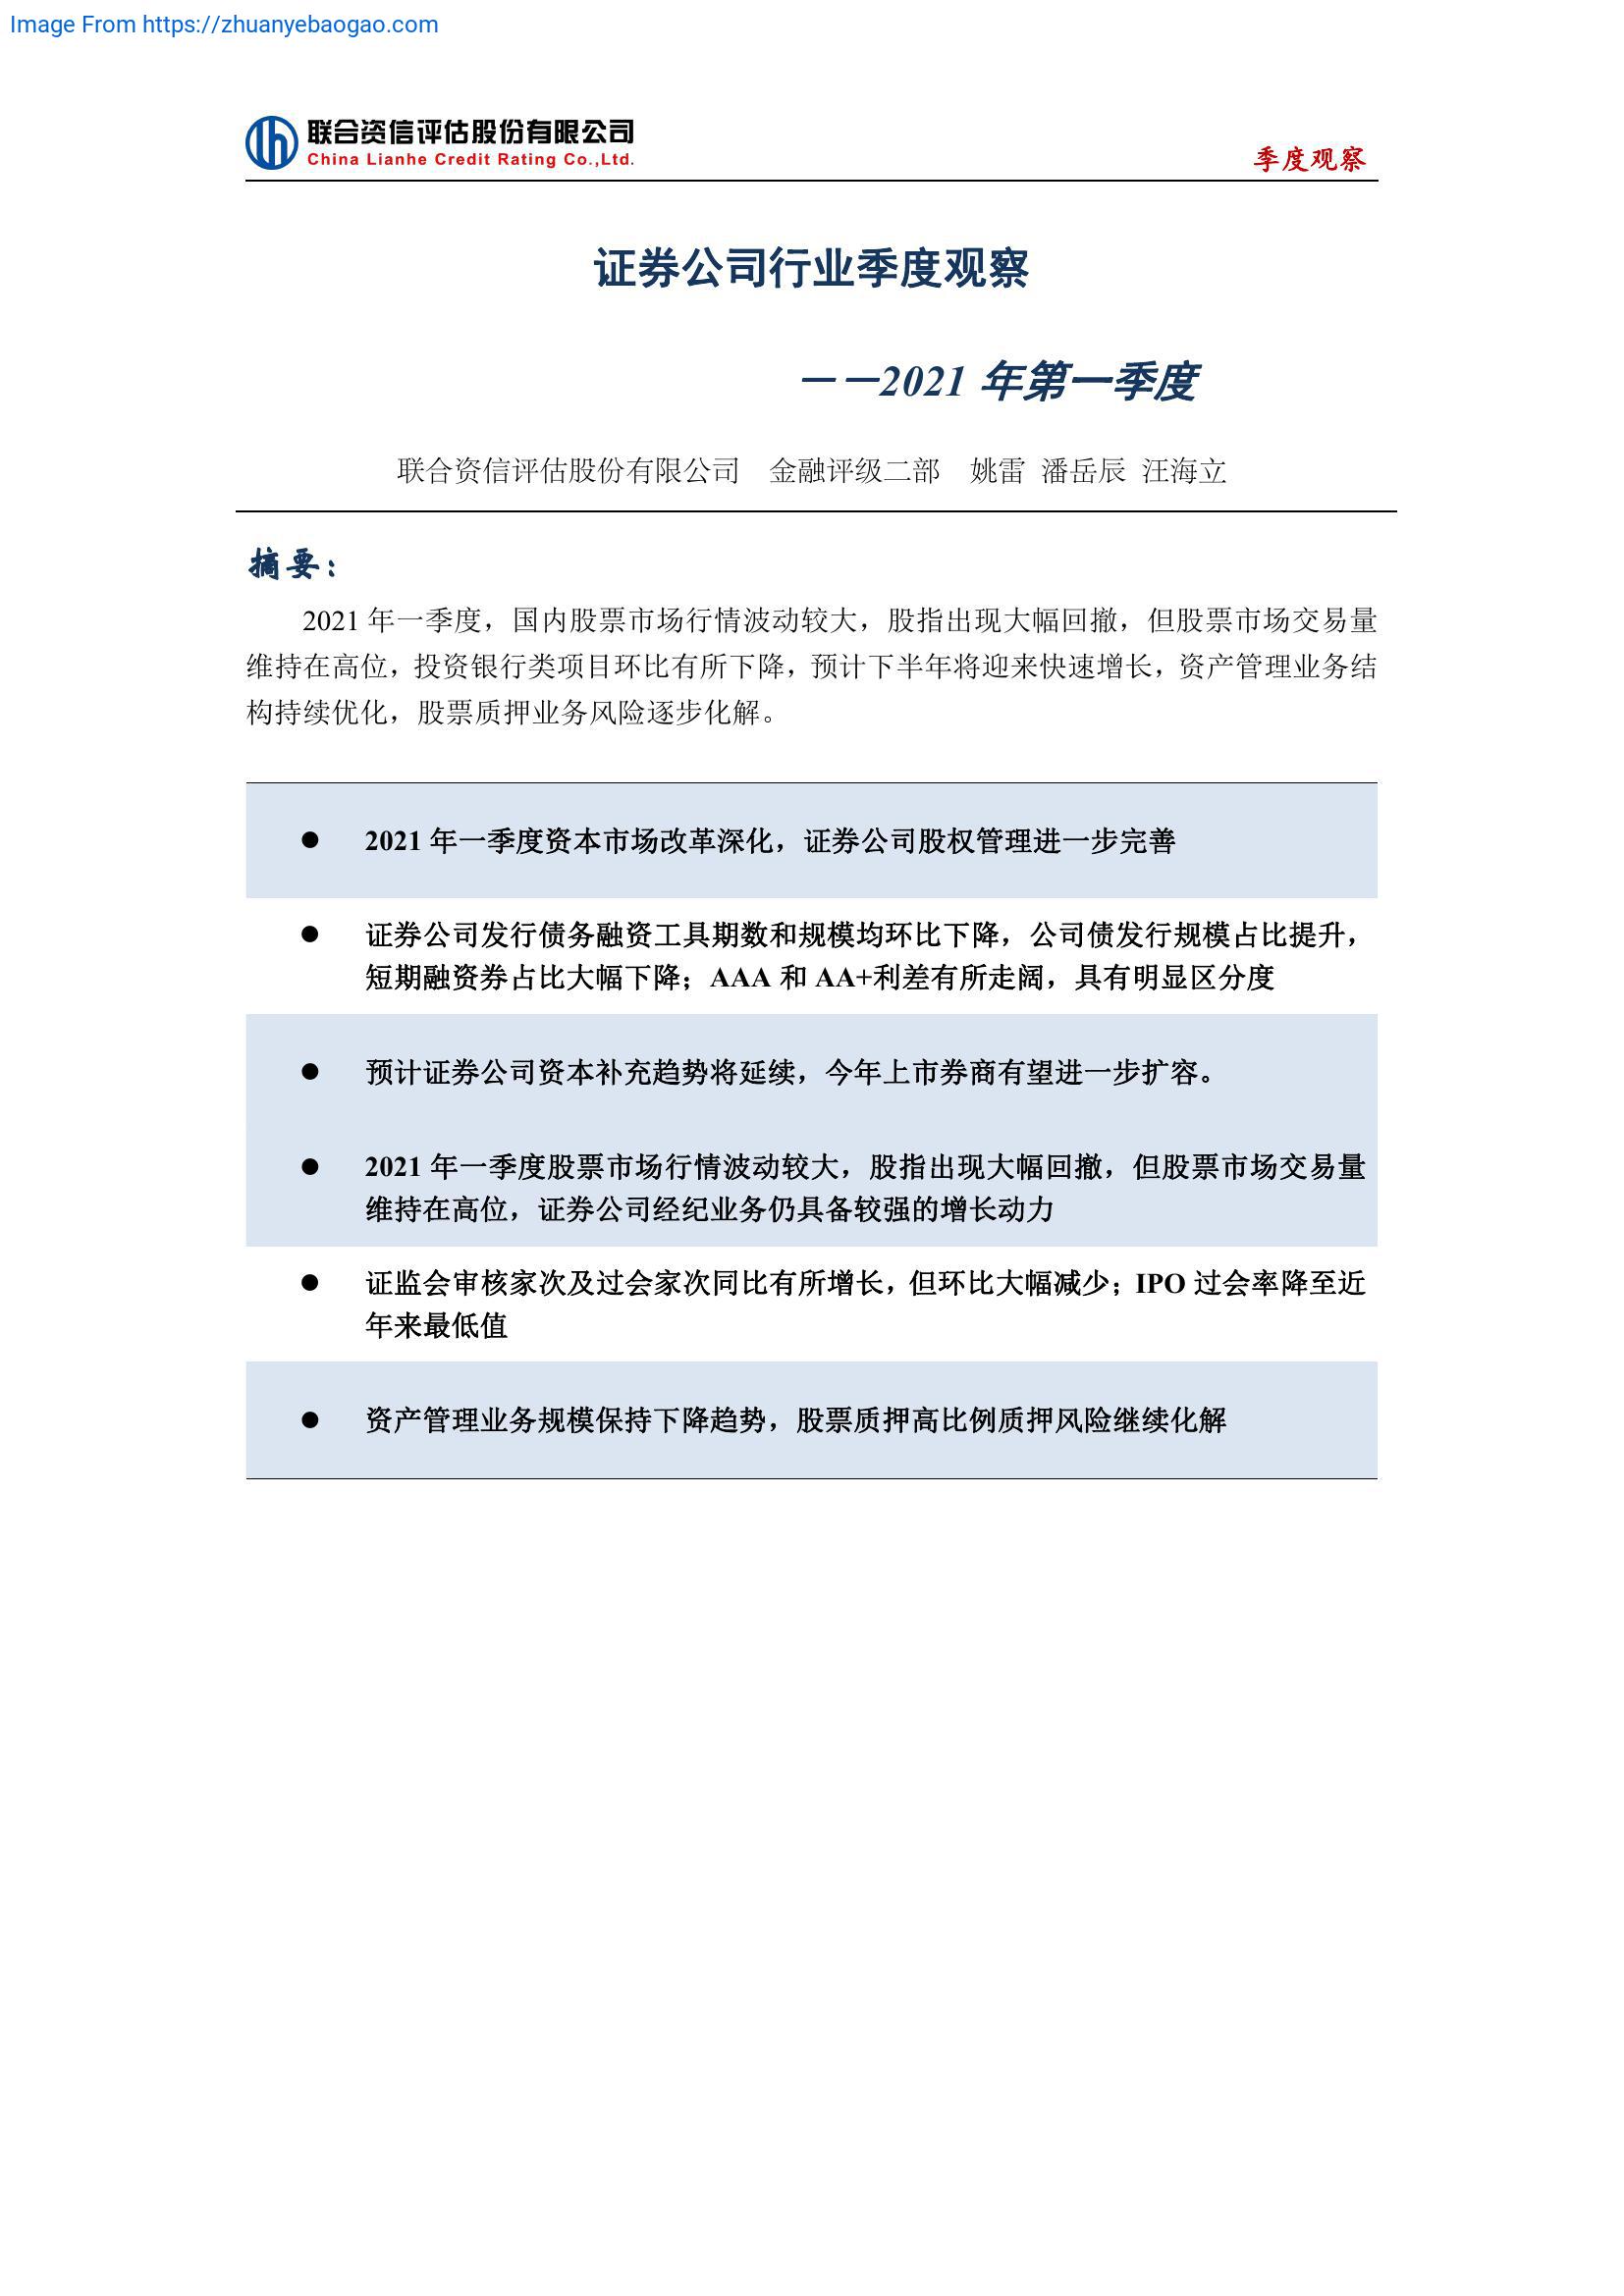 Image From https://zhuanyebaogao.com
联合资信评估股份有限公司
China Lianhe Credit Rating Co.,Ltd.
季度观察
证券公司行业季度观察
——2021 年第一季度
联合资信评估股份有限公司 金融评级二部 姚雷 潘岳辰 汪海立
摘要：
2021 年一季度，国内股票市场行情波动较大，股指出现大幅回撤，但股票市场交易量
维持在高位，投资银行类项目环比有所下降，预计下半年将迎来快速增长，资产管理业务结
构持续优化，股票质押业务风险逐步化解。
● 2021 年一季度资本市场改革深化，证券公司股权管理进一步完善
● 证券公司发行债务融资工具期数和规模均环比下降，公司债发行规模占比提升，
短期融资券占比大幅下降；AAA 和 AA+利差有所走阔，具有明显区分度
● 预计证券公司资本补充趋势将延续，今年上市券商有望进一步扩容。
● 2021 年一季度股票市场行情波动较大，股指出现大幅回撤，但股票市场交易量
维持在高位，证券公司经纪业务仍具备较强的增长动力
● 证监会审核家次及过会家次同比有所增长，但环比大幅减少；IPO 过会率降至近
年来最低值
● 资产管理业务规模保持下降趋势，股票质押高比例质押风险继续化解